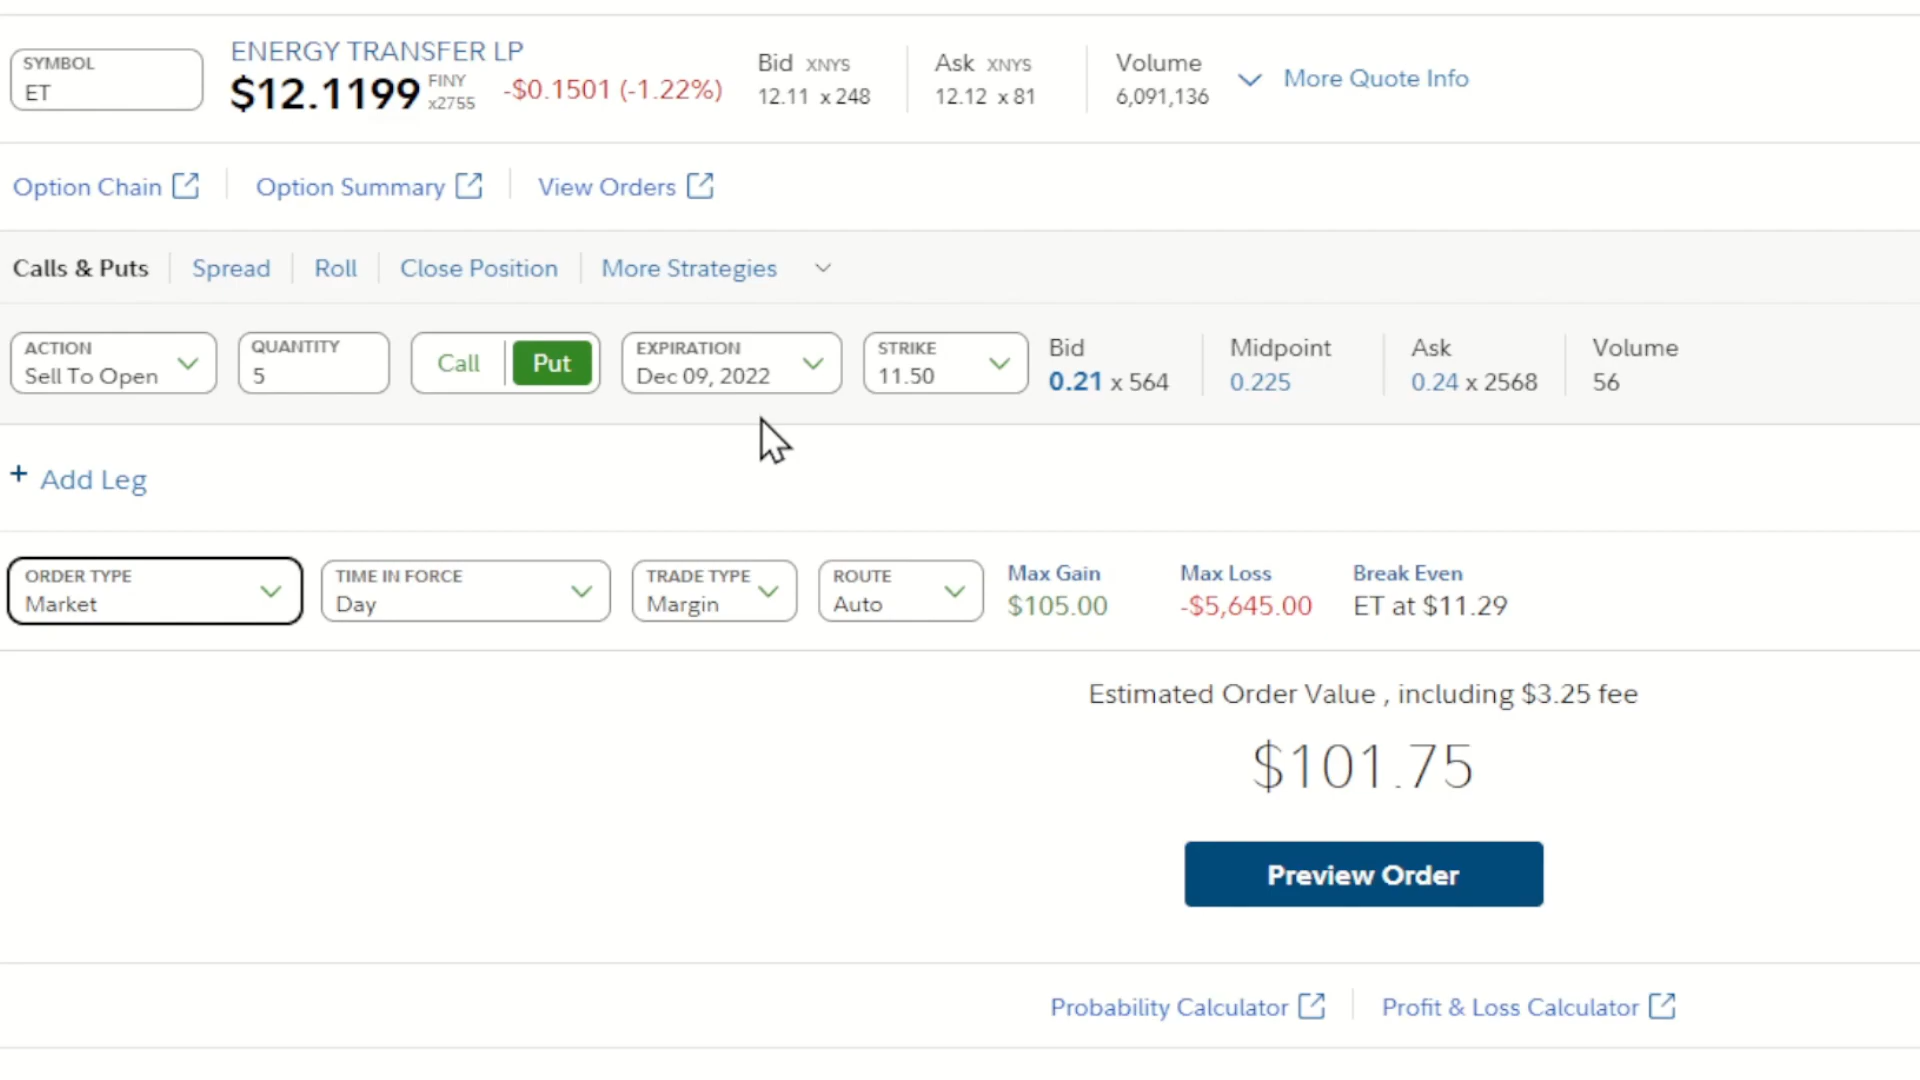 SYMBOL
ET
ENERGY TRANSFER LP
$12.1199 FINY x2755 -$0.1501 (-1.22%)
Bid XNYS
12.11 x 248
Ask XNYS
12.12 x 81
Volume
6,091,136
More Quote Info
Option Chain
Option Summary
View Orders
Calls & Puts
Spread
Roll
Close Position
More Strategies
ACTION
Sell To Open
QUANTITY
5
Call
Put
EXPIRATION
Dec 09, 2022
STRIKE
11.50
Bid
0.21 x 564
Midpoint
0.225
Ask
0.24 x 2568
Volume
56
+ Add Leg
ORDER TYPE
Market
TIME IN FORCE
Day
TRADE TYPE
Margin
ROUTE
Auto
Max Gain
$105.00
Max Loss
-$5,645.00
Break Even
ET at $11.29
Estimated Order Value , including $3.25 fee
$101.75
Preview Order
Probability Calculator
Profit & Loss Calculator